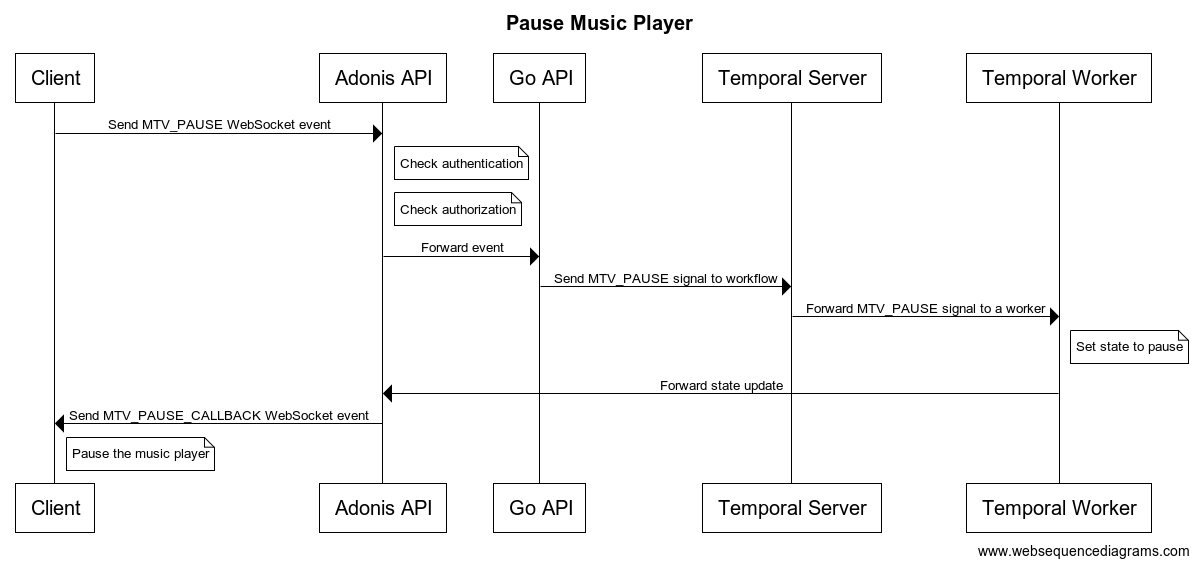 Pause Music Player
Client
Adonis API
Go API
Temporal Server
Temporal Worker
Send MTV_PAUSE WebSocket event
Check authentication
Check authorization
Forward event
Send MTV_PAUSE signal to workflow
Forward MTV_PAUSE signal to a worker
Set state to pause
Forward state update
Send MTV_PAUSE_CALLBACK WebSocket event
Pause the music player
Client
Adonis API
Go API
Temporal Server
Temporal Worker
www.websequencediagrams.com